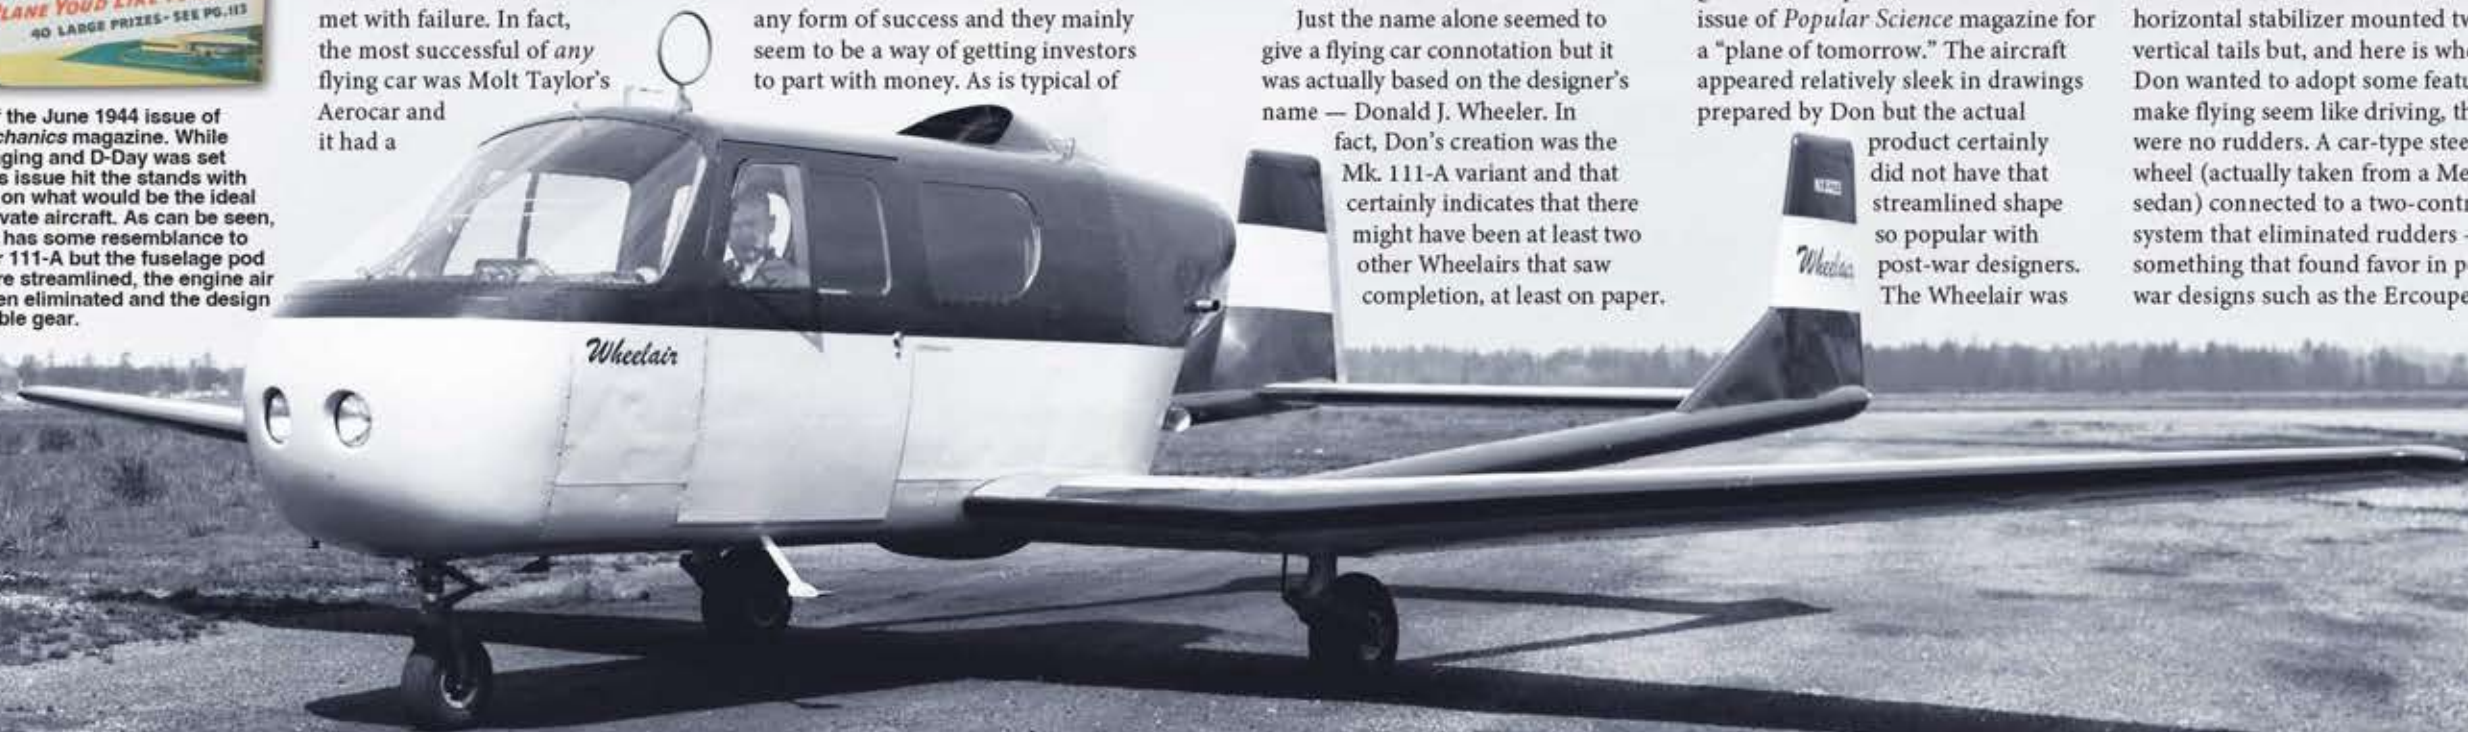 PLANE YOU'D LIKE
40 LARGE PRIZES - SEE PG.113
the June 1944 issue of
chanics magazine. While
ging and D-Day was set
s issue hit the stands with
on what would be the ideal
vate aircraft. As can be seen,
has some resemblance to
111-A but the fuselage pod
re streamlined, the engine air
en eliminated and the design
ble gear.
met with failure. In fact,
the most successful of any
flying car was Molt Taylor's
Aerocar and
it had a
any form of success and they mainly
seem to be a way of getting investors
to part with money. As is typical of
Just the name alone seemed to
give a flying car connotation but it
was actually based on the designer's
name — Donald J. Wheeler. In
fact, Don's creation was the
Mk. 111-A variant and that
certainly indicates that there
might have been at least two
other Wheelairs that saw
completion, at least on paper.
issue of Popular Science magazine for
a “plane of tomorrow.” The aircraft
appeared relatively sleek in drawings
prepared by Don but the actual
product certainly
did not have that
streamlined shape
so popular with
post-war designers.
The Wheelair was
horizontal stabilizer mounted tw
vertical tails but, and here is whe
Don wanted to adopt some featu
make flying seem like driving, th
were no rudders. A car-type stee
wheel (actually taken from a Me
sedan) connected to a two-contr
system that eliminated rudders -
something that found favor in p
war designs such as the Ercoupe
Wheelair
Wheelair